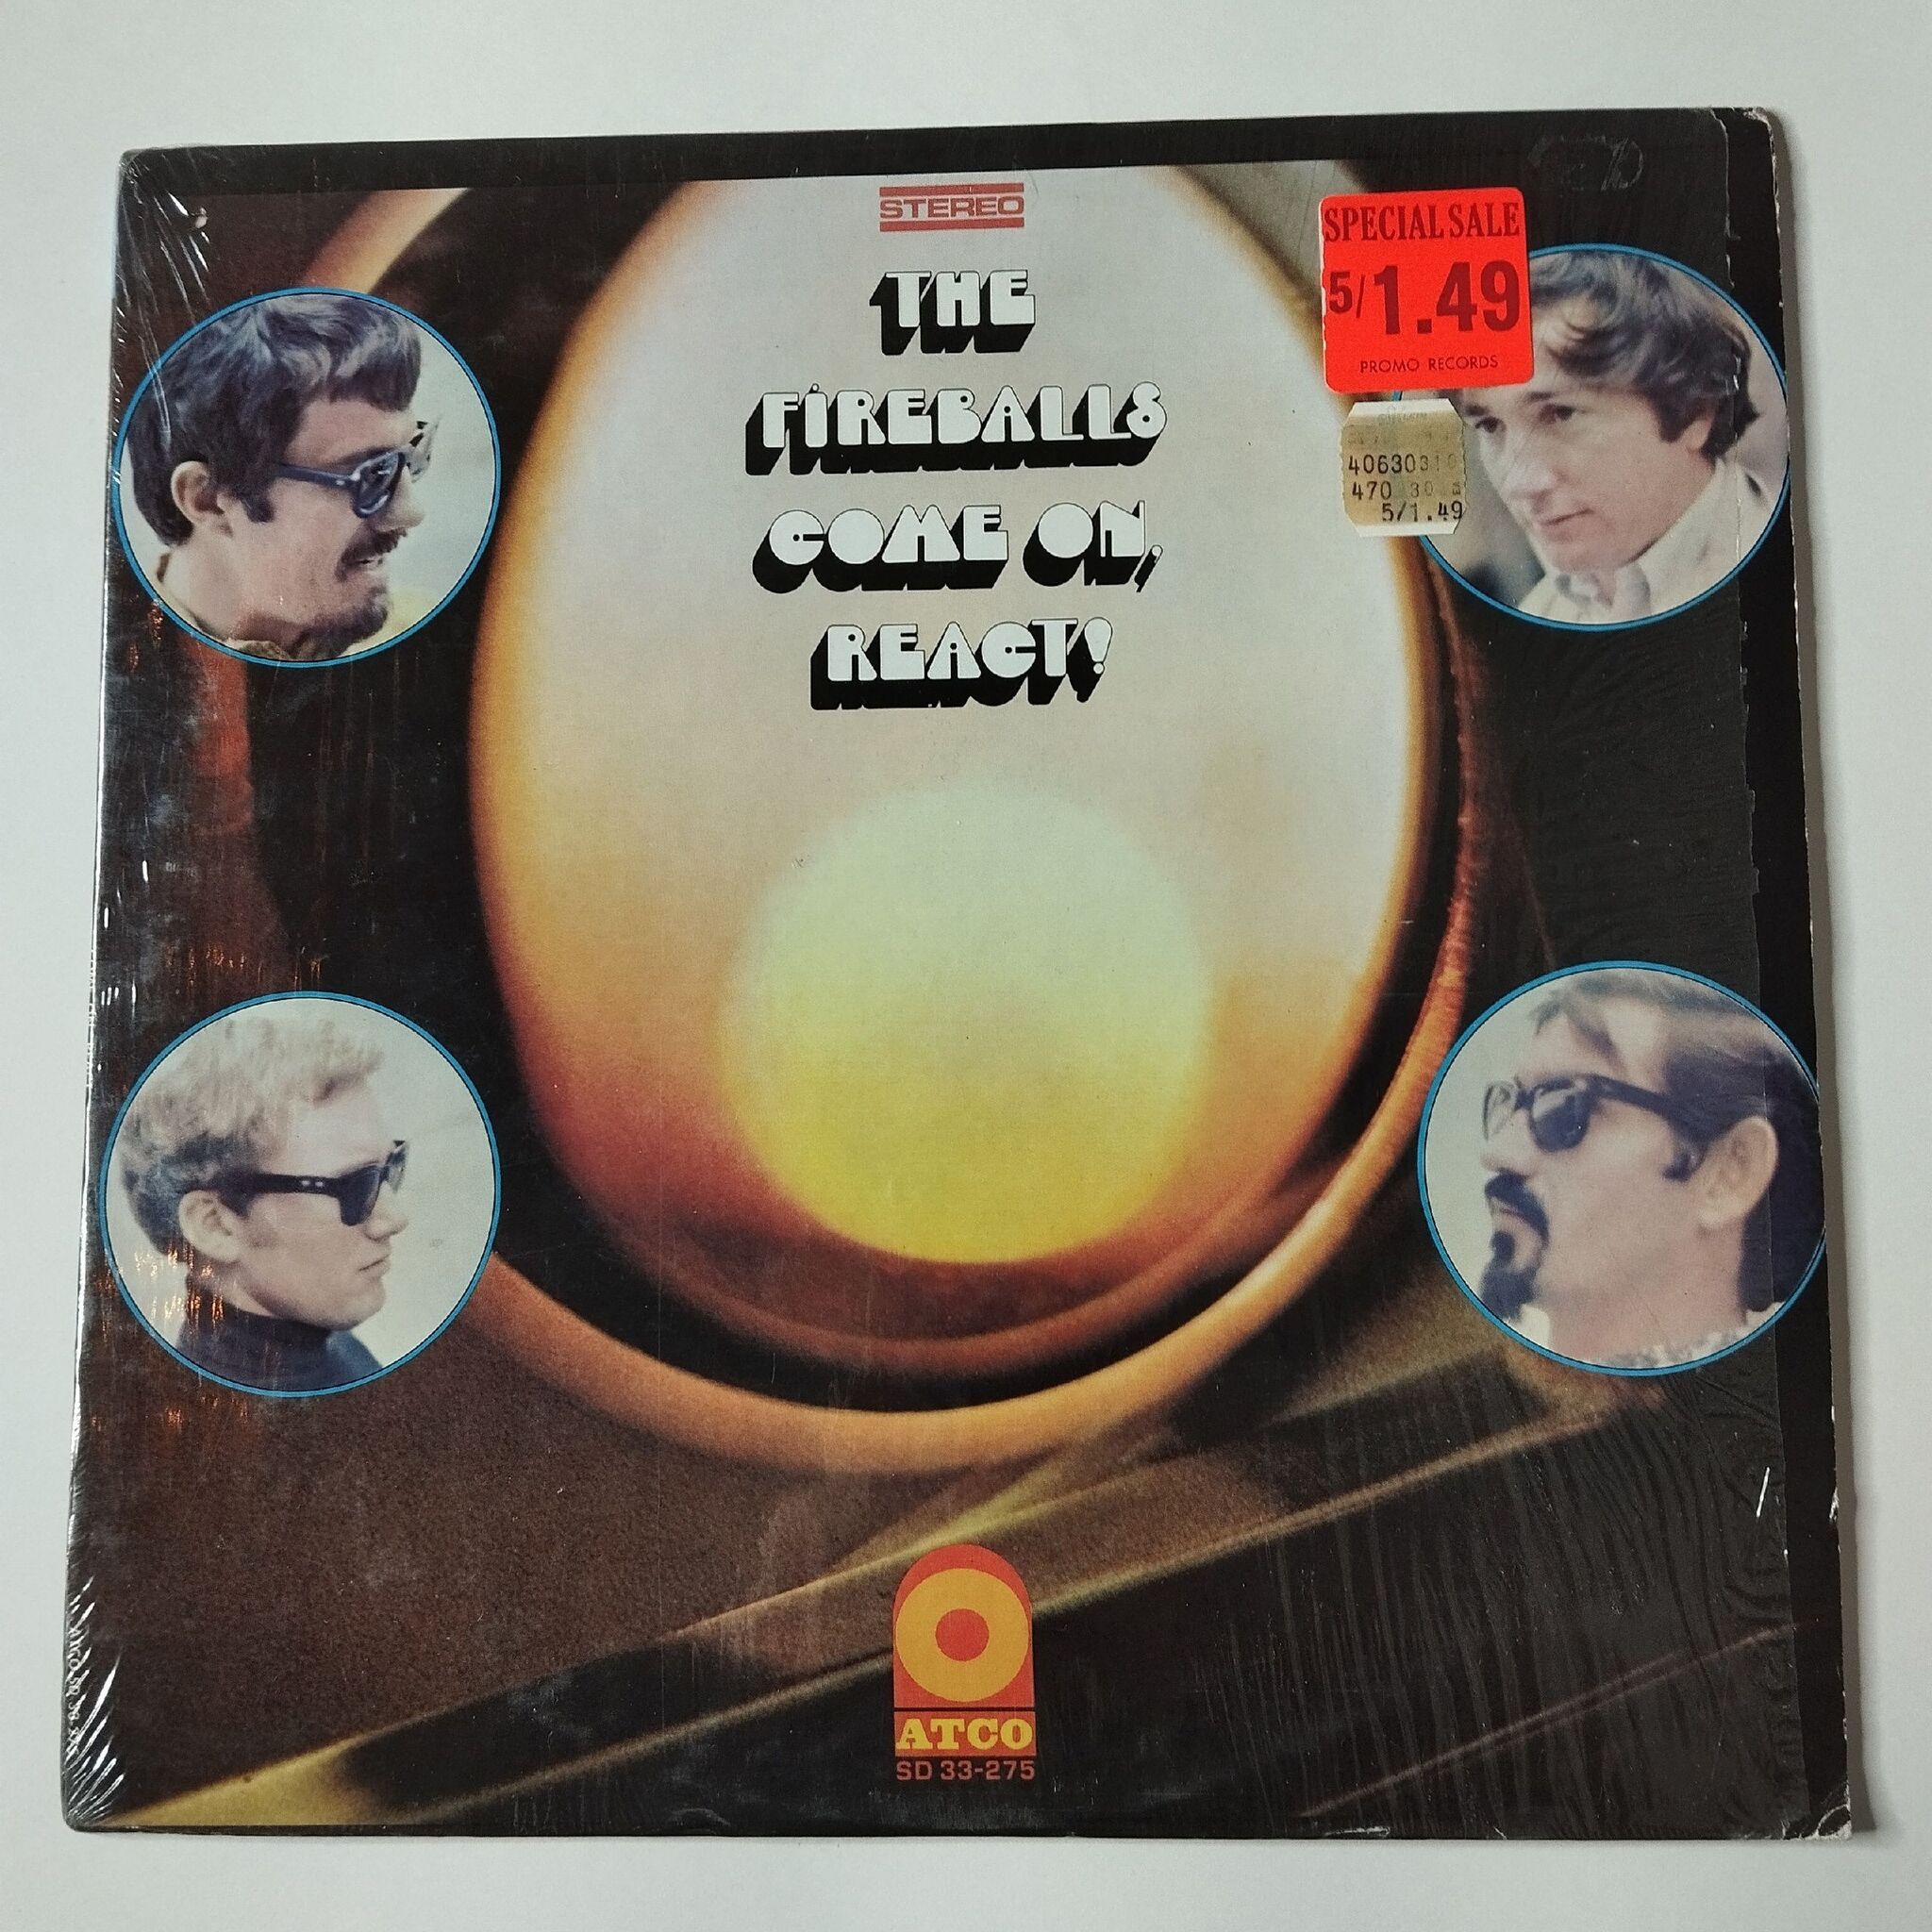 STEREO
THE
FIREBALLS
COME ON,
REACT!
SPECIAL SALE
5/1.49
PROMO RECORDS
40630310
470 30
5/1.49
ATCO
SD 33-275